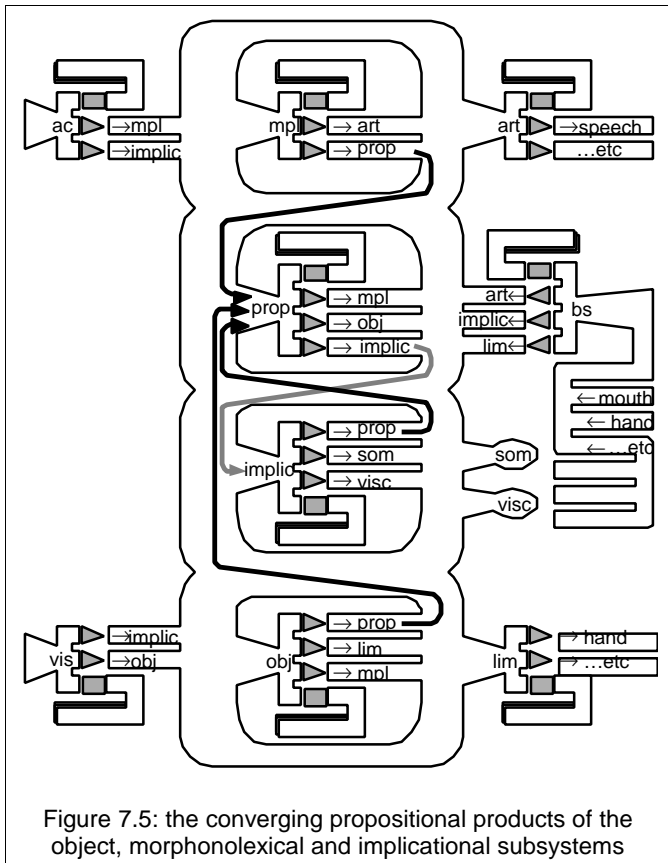 ac
→mpl
→implic
mpl
→ art
→ prop
art
→speech
…etc
prop
→ mpl
→ obj
→ implic
art←
implic←
lim←
bs
← mouth
← hand
← …etc
implic
→ prop
→ som
→ visc
som
visc
vis
→implic
→obj
obj
→ prop
→ lim
→ mpl
lim
→ hand
→ …etc
Figure 7.5: the converging propositional products of the
object, morphonolexical and implicational subsystems